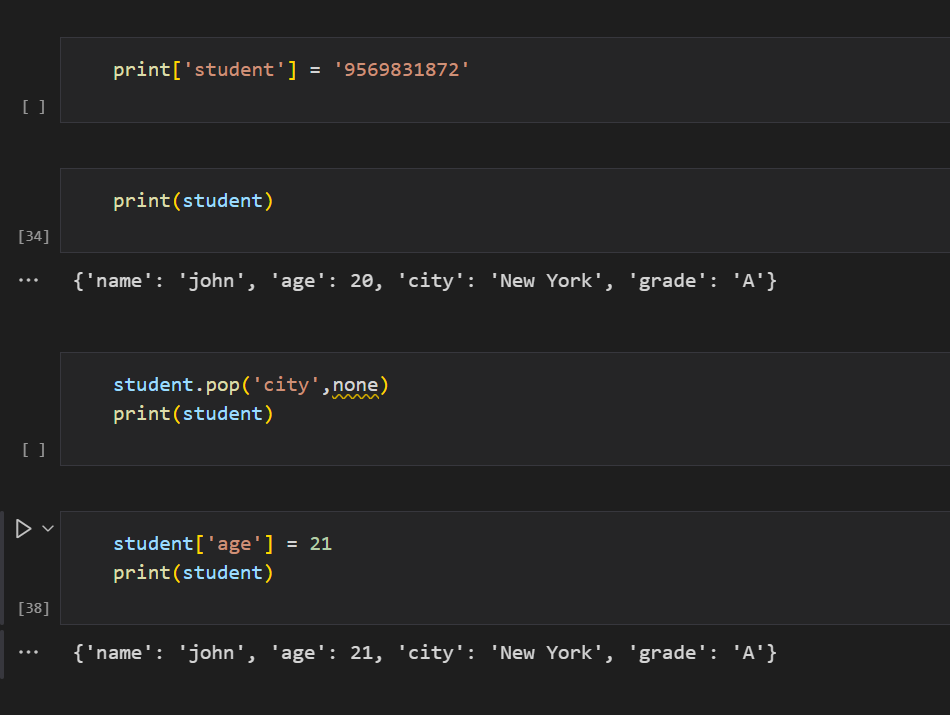 print['student'] = '9569831872'
[ ]
print(student)
[34]
... {'name': 'john', 'age': 20, 'city': 'New York', 'grade': 'A'}
student.pop('city',none)
print(student)
[ ]
student['age'] = 21
print(student)
[38]
... {'name': 'john', 'age': 21, 'city': 'New York', 'grade': 'A'}